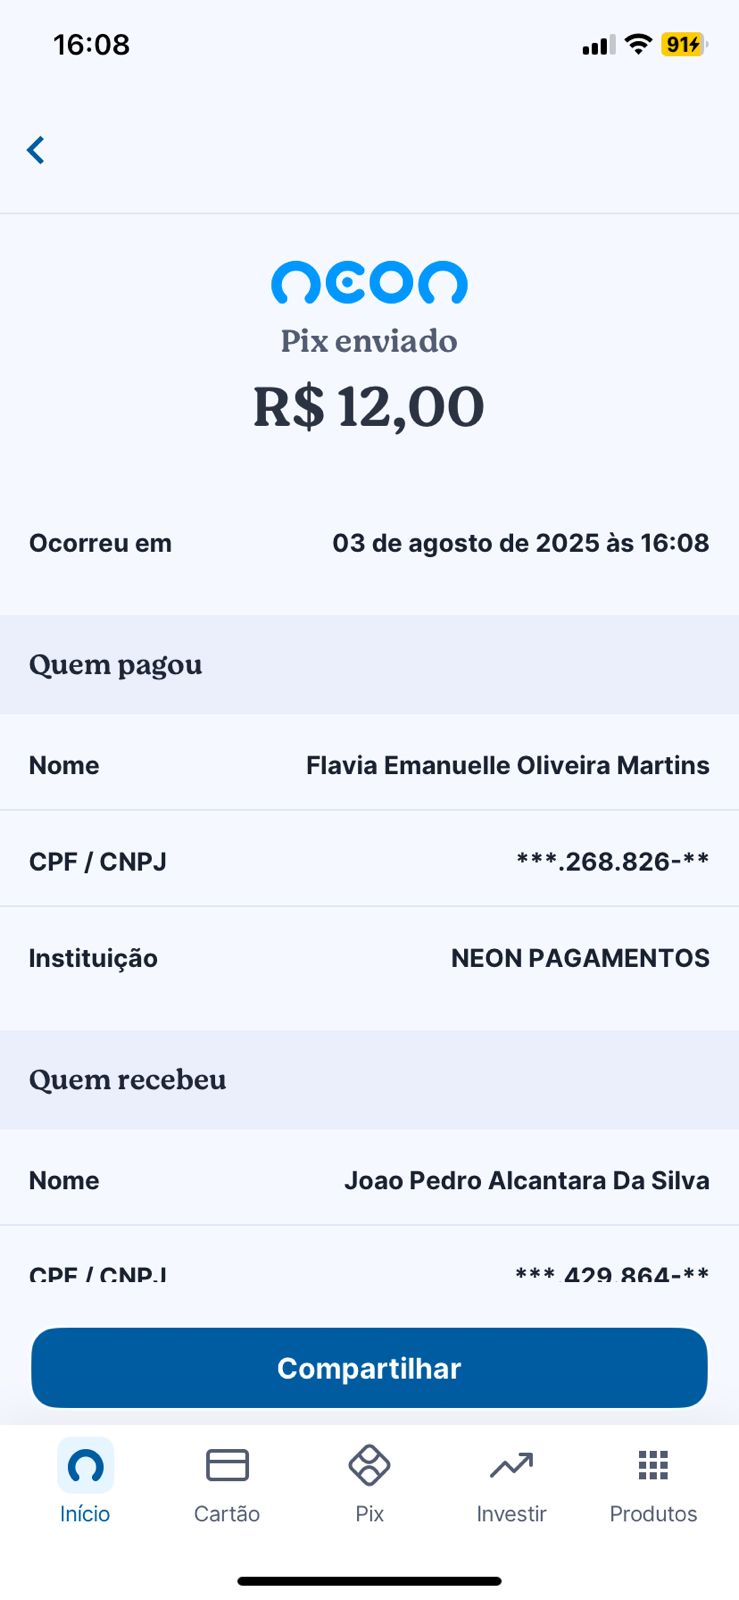 16:08
91
neon
Pix enviado
R$ 12,00
Ocorreu em 03 de agosto de 2025 às 16:08
Quem pagou
Nome Flavia Emanuelle Oliveira Martins
CPF / CNPJ ***.268.826-**
Instituição NEON PAGAMENTOS
Quem recebeu
Nome Joao Pedro Alcantara Da Silva
CPF / CNPJ ***.429.864-**
Compartilhar
Início Cartão Pix Investir Produtos